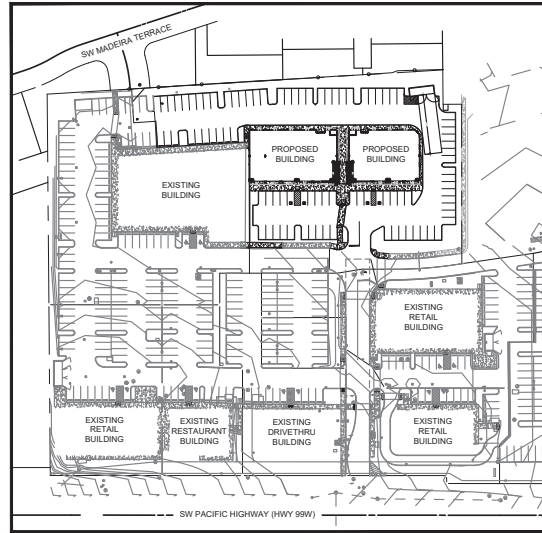 SW MADEIRA TERRACE
PROPOSED
BUILDING
PROPOSED
BUILDING
EXISTING
BUILDING
EXISTING
RETAIL
BUILDING
EXISTING
RETAIL
BUILDING
EXISTING
RESTAURANT
BUILDING
EXISTING
DRIVETHRU
BUILDING
EXISTING
RETAIL
BUILDING
SW PACIFIC HIGHWAY (HWY 99W)